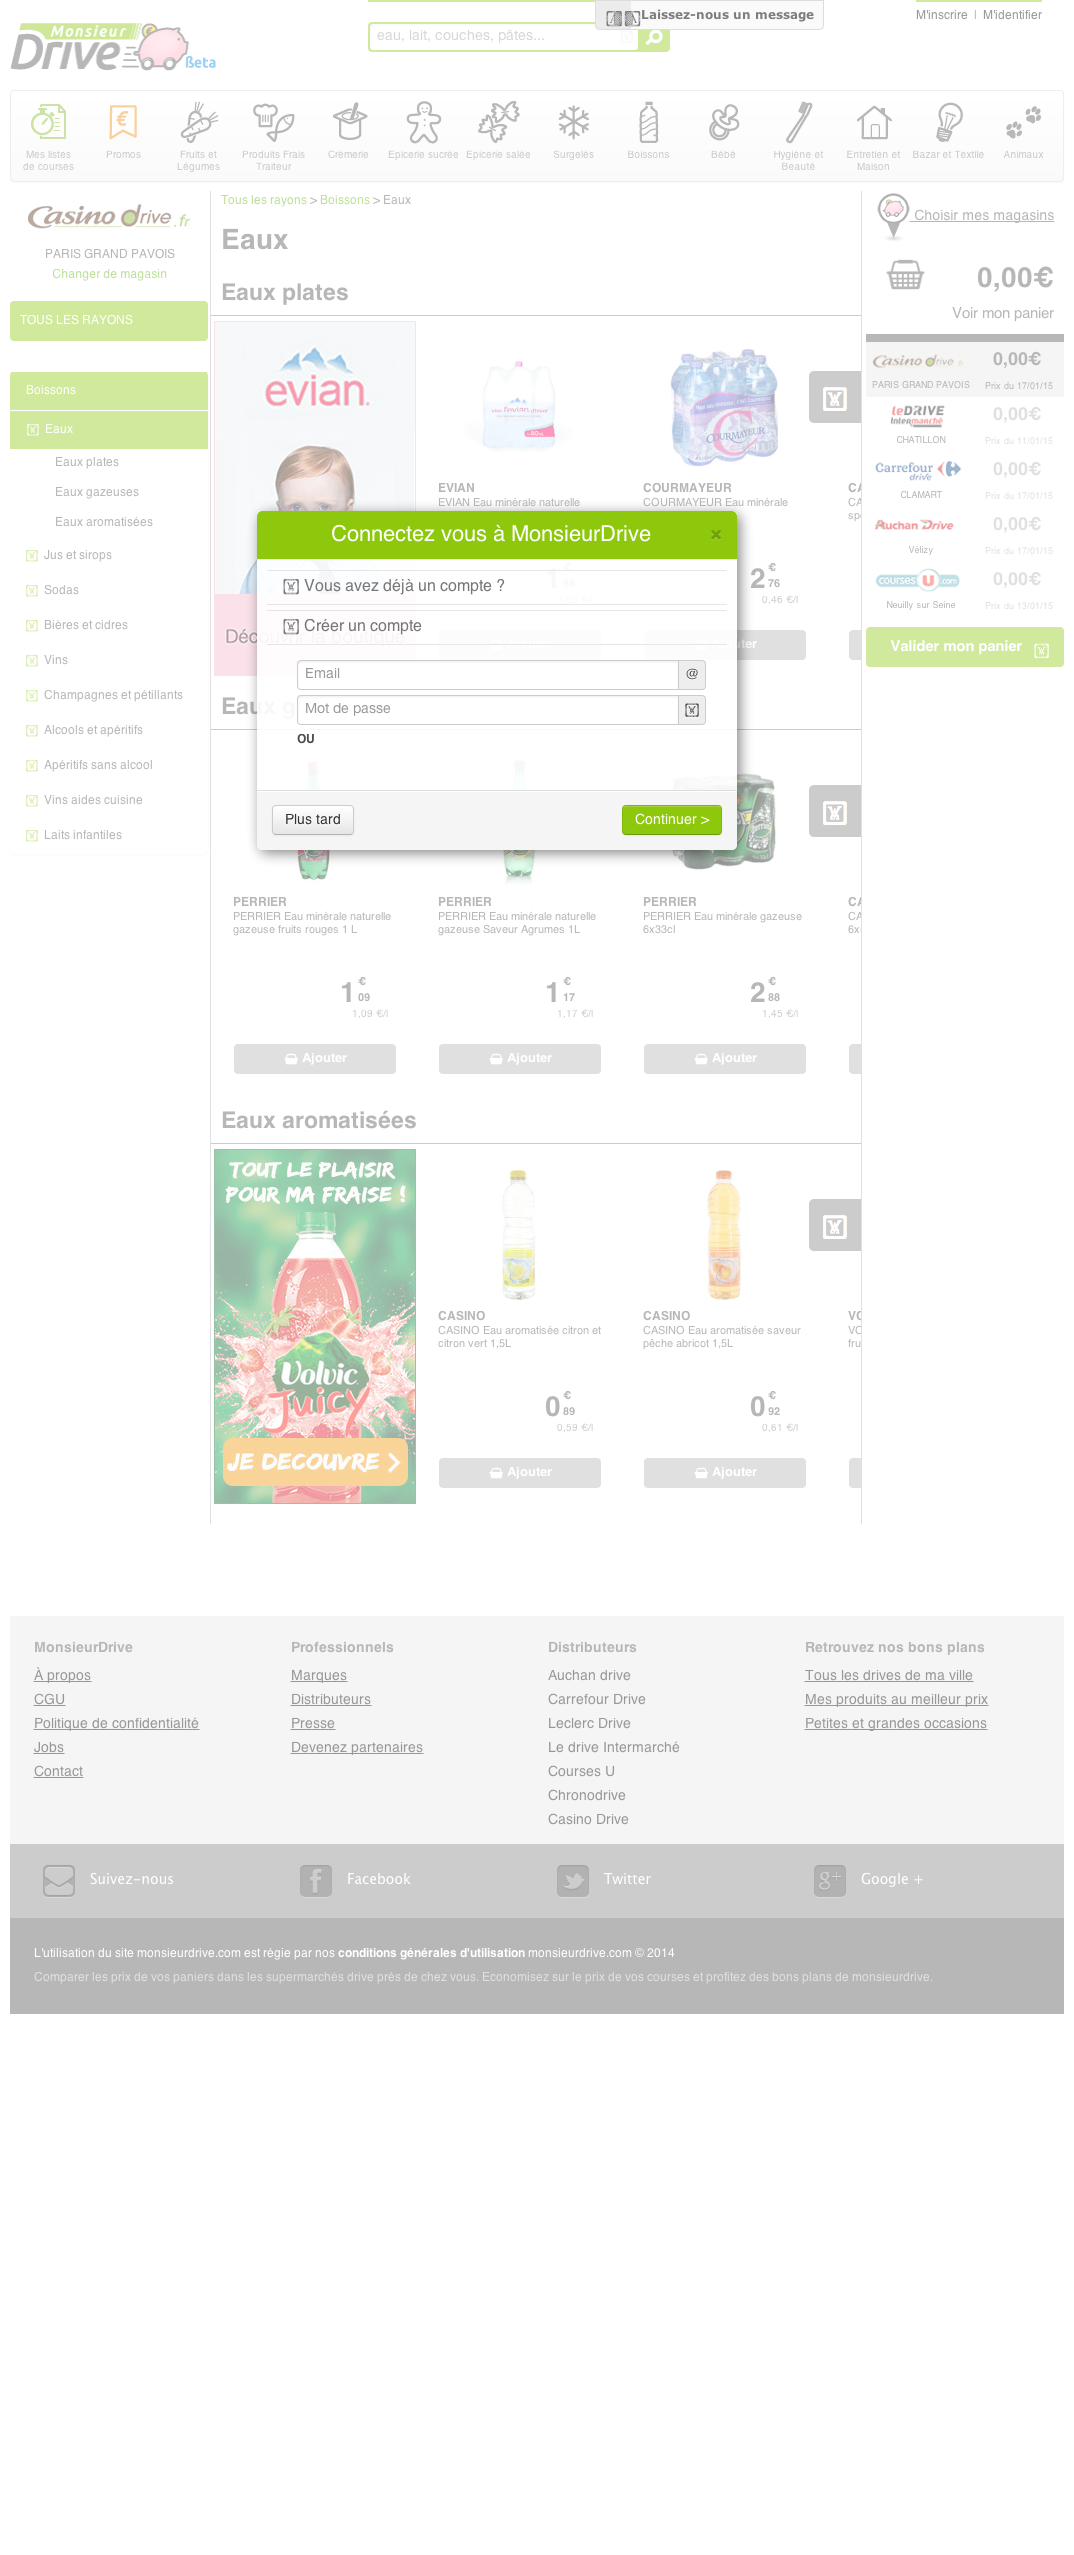 Monsieur
Drive
Beta
eau, lait, couches, pâtes...
Laissez-nous un message
M'inscrire | M'identifier
Mes listes
de courses
Promos
Fruits et
Légumes
Produits Frais
Traiteur
Crèmerie
Epicerie sucrée
Epicerie salée
Surgelés
Boissons
Bébé
Hygiène et
Beauté
Entretien et
Maison
Bazar et Textile
Animaux
Casino drive.fr
PARIS GRAND PAVOIS
Changer de magasin
TOUS LES RAYONS
Boissons
Eaux
Eaux plates
Eaux gazeuses
Eaux aromatisées
Jus et sirops
Sodas
Bières et cidres
Vins
Champagnes et pétillants
Alcools et apéritifs
Apéritifs sans alcool
Vins aides cuisine
Laits infantiles
Tous les rayons > Boissons > Eaux
Eaux
Eaux plates
evian.
EVIAN
EVIAN Eau minérale naturelle
COURMAYEUR
COURMAYEUR Eau minérale
CA
CA
spé
2 € 76
0,46 €/l
Découvrir la boutique
Connectez vous à MonsieurDrive
×
Vous avez déjà un compte ?
Créer un compte
Email
@
Mot de passe
OU
Plus tard
Continuer >
Eaux g
PERRIER
PERRIER Eau minérale naturelle
gazeuse fruits rouges 1 L
1 € 09
1,09 €/l
Ajouter
PERRIER
PERRIER Eau minérale naturelle
gazeuse Saveur Agrumes 1L
1 € 17
1,17 €/l
Ajouter
PERRIER
PERRIER Eau minérale gazeuse
6x33cl
2 € 88
1,45 €/l
Ajouter
CA
CA
6x
Eaux aromatisées
TOUT LE PLAISIR
POUR MA FRAISE !
Volvic
Juicy
JE DECOUVRE >
CASINO
CASINO Eau aromatisée citron et
citron vert 1,5L
0 € 89
0,59 €/l
Ajouter
CASINO
CASINO Eau aromatisée saveur
pêche abricot 1,5L
0 € 92
0,61 €/l
Ajouter
VO
VO
fru
Choisir mes magasins
0,00€
Voir mon panier
Casino drive.fr
0,00€
PARIS GRAND PAVOIS
Prix du 17/01/15
leDRIVE
Intermarché
0,00€
CHATILLON
Prix du 11/01/15
Carrefour
drive
0,00€
CLAMART
Prix du 17/01/15
Auchan Drive
0,00€
Vélizy
Prix du 17/01/15
COURSES U.com
0,00€
Neuilly sur Seine
Prix du 13/01/15
Valider mon panier
MonsieurDrive
À propos
CGU
Politique de confidentialité
Jobs
Contact
Professionnels
Marques
Distributeurs
Presse
Devenez partenaires
Distributeurs
Auchan drive
Carrefour Drive
Leclerc Drive
Le drive Intermarché
Courses U
Chronodrive
Casino Drive
Retrouvez nos bons plans
Tous les drives de ma ville
Mes produits au meilleur prix
Petites et grandes occasions
Suivez-nous
Facebook
Twitter
Google +
L'utilisation du site monsieurdrive.com est régie par nos conditions générales d'utilisation monsieurdrive.com © 2014
Comparer les prix de vos paniers dans les supermarchés drive près de chez vous. Economisez sur le prix de vos courses et profitez des bons plans de monsieurdrive.